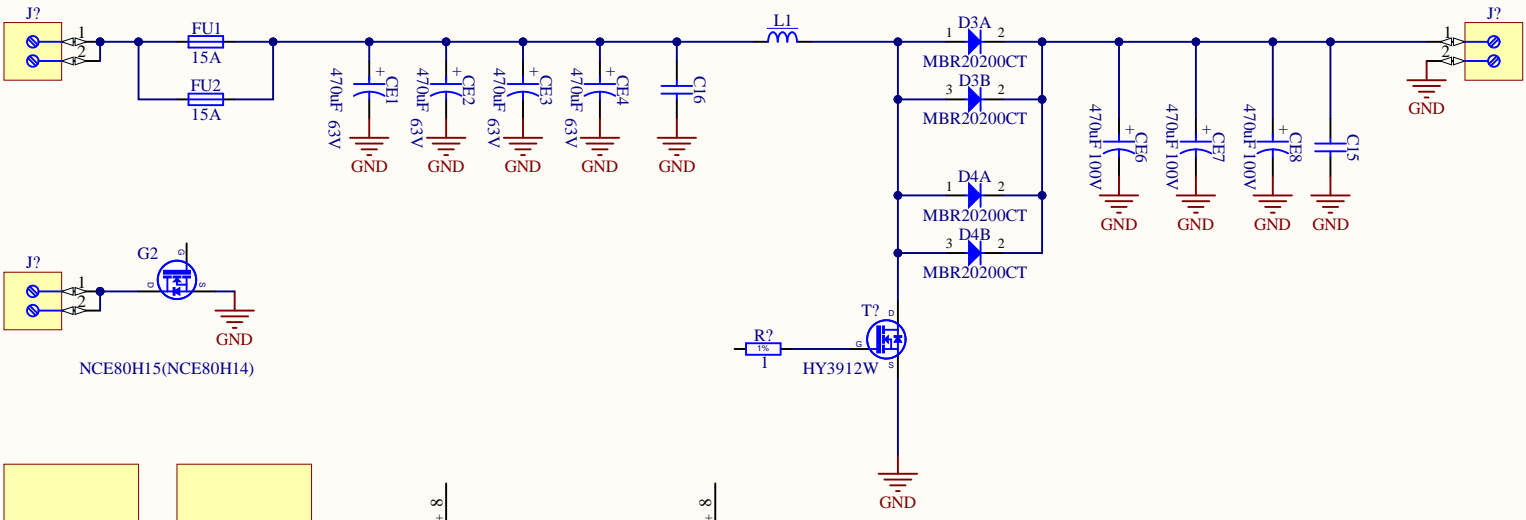 J?
1
2
FU1
15A
FU2
15A
+
CE1
470uF 63V
GND
+
CE2
470uF 63V
GND
+
CE3
470uF 63V
GND
+
CE4
470uF 63V
GND
C16
GND
L1
D3A
1 2
MBR20200CT
D3B
3 2
MBR20200CT
D4A
1 2
MBR20200CT
D4B
3 2
MBR20200CT
+
CE6
470uF 100V
GND
+
CE7
470uF 100V
GND
+
CE8
470uF 100V
GND
C15
GND
J?
1
2
GND
J?
1
2
G2
G
D
S
GND
NCE80H15(NCE80H14)
R?
1%
1
T?
D
G
S
HY3912W
GND
8
+
8
+